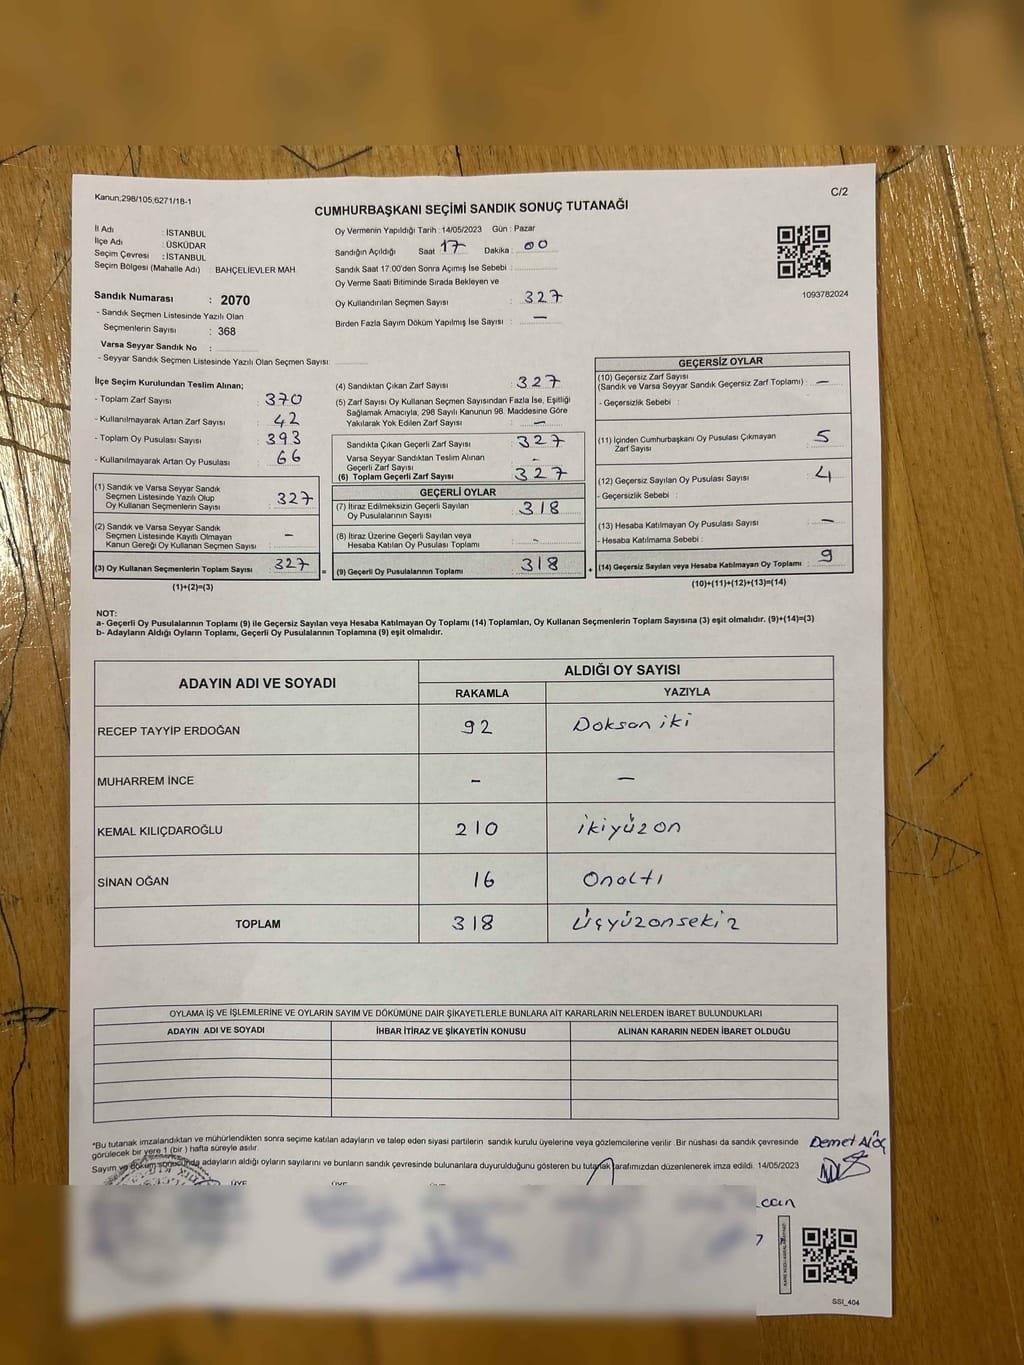 Kanun;298/105;6271/18-1
C/2
CUMHURBAŞKANI SEÇİMİ SANDIK SONUÇ TUTANAĞI
İl Adı : İSTANBUL
İlçe Adı : ÜSKÜDAR
Seçim Çevresi : İSTANBUL
Seçim Bölgesi (Mahalle Adı) : BAHÇELİEVLER MAH
Sandık Numarası : 2070
- Sandık Seçmen Listesinde Yazılı Olan
Seçmenlerin Sayısı : 368
Varsa Seyyar Sandık No :
- Seyyar Sandık Seçmen Listesinde Yazılı Olan Seçmen Sayısı:
Oy Vermenin Yapıldığı Tarih : 14/05/2023 Gün : Pazar
Sandığın Açıldığı Saat : 17 Dakika : 00
Sandık Saat 17:00'den Sonra Açımış İse Sebebi :
Oy Verme Saati Bitiminde Sırada Bekleyen ve
Oy Kullandırılan Seçmen Sayısı : 327
Birden Fazla Sayım Döküm Yapılmış İse Sayısı : —
1093782024
İlçe Seçim Kurulundan Teslim Alınan;
- Toplam Zarf Sayısı : 370
- Kullanılmayarak Artan Zarf Sayısı : 42
- Toplam Oy Pusulası Sayısı : 393
- Kullanılmayarak Artan Oy Pusulası : 66
(1) Sandık ve Varsa Seyyar Sandık
Seçmen Listesinde Yazılı Olup
Oy Kullanan Seçmenlerin Sayısı : 327
(2) Sandık ve Varsa Seyyar Sandık
Seçmen Listesinde Kayıtlı Olmayan
Kanun Gereği Oy Kullanan Seçmen Sayısı : —
(3) Oy Kullanan Seçmenlerin Toplam Sayısı : 327
(1)+(2)=(3)
(4) Sandıktan Çıkan Zarf Sayısı : 327
(5) Zarf Sayısı Oy Kullanan Seçmen Sayısından Fazla İse, Eşitliği
Sağlamak Amacıyla, 298 Sayılı Kanunun 98. Maddesine Göre
Yakılarak Yok Edilen Zarf Sayısı : —
Sandıkta Çıkan Geçerli Zarf Sayısı : 327
Varsa Seyyar Sandıktan Teslim Alınan
Geçerli Zarf Sayısı : -
(6) Toplam Geçerli Zarf Sayısı : 327
GEÇERLİ OYLAR
(7) İtiraz Edilmeksizin Geçerli Sayılan
Oy Pusulalarının Sayısı : 318
(8) İtiraz Üzerine Geçerli Sayılan veya
Hesaba Katılan Oy Pusulası Toplamı : -
= (9) Geçerli Oy Pusulalarının Toplamı : 318 +
GEÇERSİZ OYLAR
(10) Geçersiz Zarf Sayısı
(Sandık ve Varsa Seyyar Sandık Geçersiz Zarf Toplamı) : —
- Geçersizlik Sebebi :
(11) İçinden Cumhurbaşkanı Oy Pusulası Çıkmayan
Zarf Sayısı : 5
(12) Geçersiz Sayılan Oy Pusulası Sayısı : 4
- Geçersizlik Sebebi :
(13) Hesaba Katılmayan Oy Pusulası Sayısı : —
- Hesaba Katılmama Sebebi :
(14) Geçersiz Sayılan veya Hesaba Katılmayan Oy Toplamı : 9
(10)+(11)+(12)+(13)=(14)
NOT:
a- Geçerli Oy Pusulalarının Toplamı (9) ile Geçersiz Sayılan veya Hesaba Katılmayan Oy Toplamı (14) Toplamları, Oy Kullanan Seçmenlerin Toplam Sayısına (3) eşit olmalıdır. (9)+(14)=(3)
b- Adayların Aldığı Oyların Toplamı, Geçerli Oy Pusulalarının Toplamına (9) eşit olmalıdır.
ADAYIN ADI VE SOYADI
ALDIĞI OY SAYISI
RAKAMLA YAZIYLA
RECEP TAYYİP ERDOĞAN 92 Doksan iki
MUHARREM İNCE - —
KEMAL KILIÇDAROĞLU 210 ikiyüzon
SİNAN OĞAN 16 Onaltı
TOPLAM 318 Üçyüzonsekiz
OYLAMA İŞ VE İŞLEMLERİNE VE OYLARIN SAYIM VE DÖKÜMÜNE DAİR ŞİKAYETLERLE BUNLARA AİT KARARLARIN NELERDEN İBARET BULUNDUKLARI
ADAYIN ADI VE SOYADI İHBAR İTİRAZ VE ŞİKAYETİN KONUSU ALINAN KARARIN NEDEN İBARET OLDUĞU
*Bu tutanak imzalandıktan ve mühürlendikten sonra seçime katılan adayların ve talep eden siyasi partilerin sandık kurulu üyelerine veya gözlemcilerine verilir. Bir nüshası da sandık çevresinde
görülecek bir yere 1 (bir ) hafta süreyle asılır.
Sayım ve döküm sonucunda adayların aldığı oyların sayılarını ve bunların sandık çevresinde bulunanlara duyurulduğunu gösteren bu tutanak tarafımızdan düzenlenerek imza edildi. 14/05/2023
Demet
ÜYE ÜYE ÜYE
SSI_404